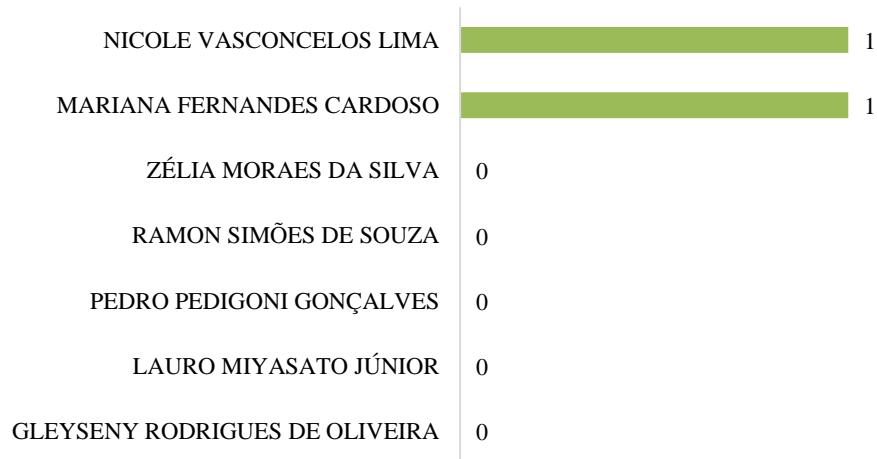 NICOLE VASCONCELOS LIMA 1
MARIANA FERNANDES CARDOSO 1
ZÉLIA MORAES DA SILVA 0
RAMON SIMÕES DE SOUZA 0
PEDRO PEDIGONI GONÇALVES 0
LAURO MIYASATO JÚNIOR 0
GLEYSENY RODRIGUES DE OLIVEIRA 0